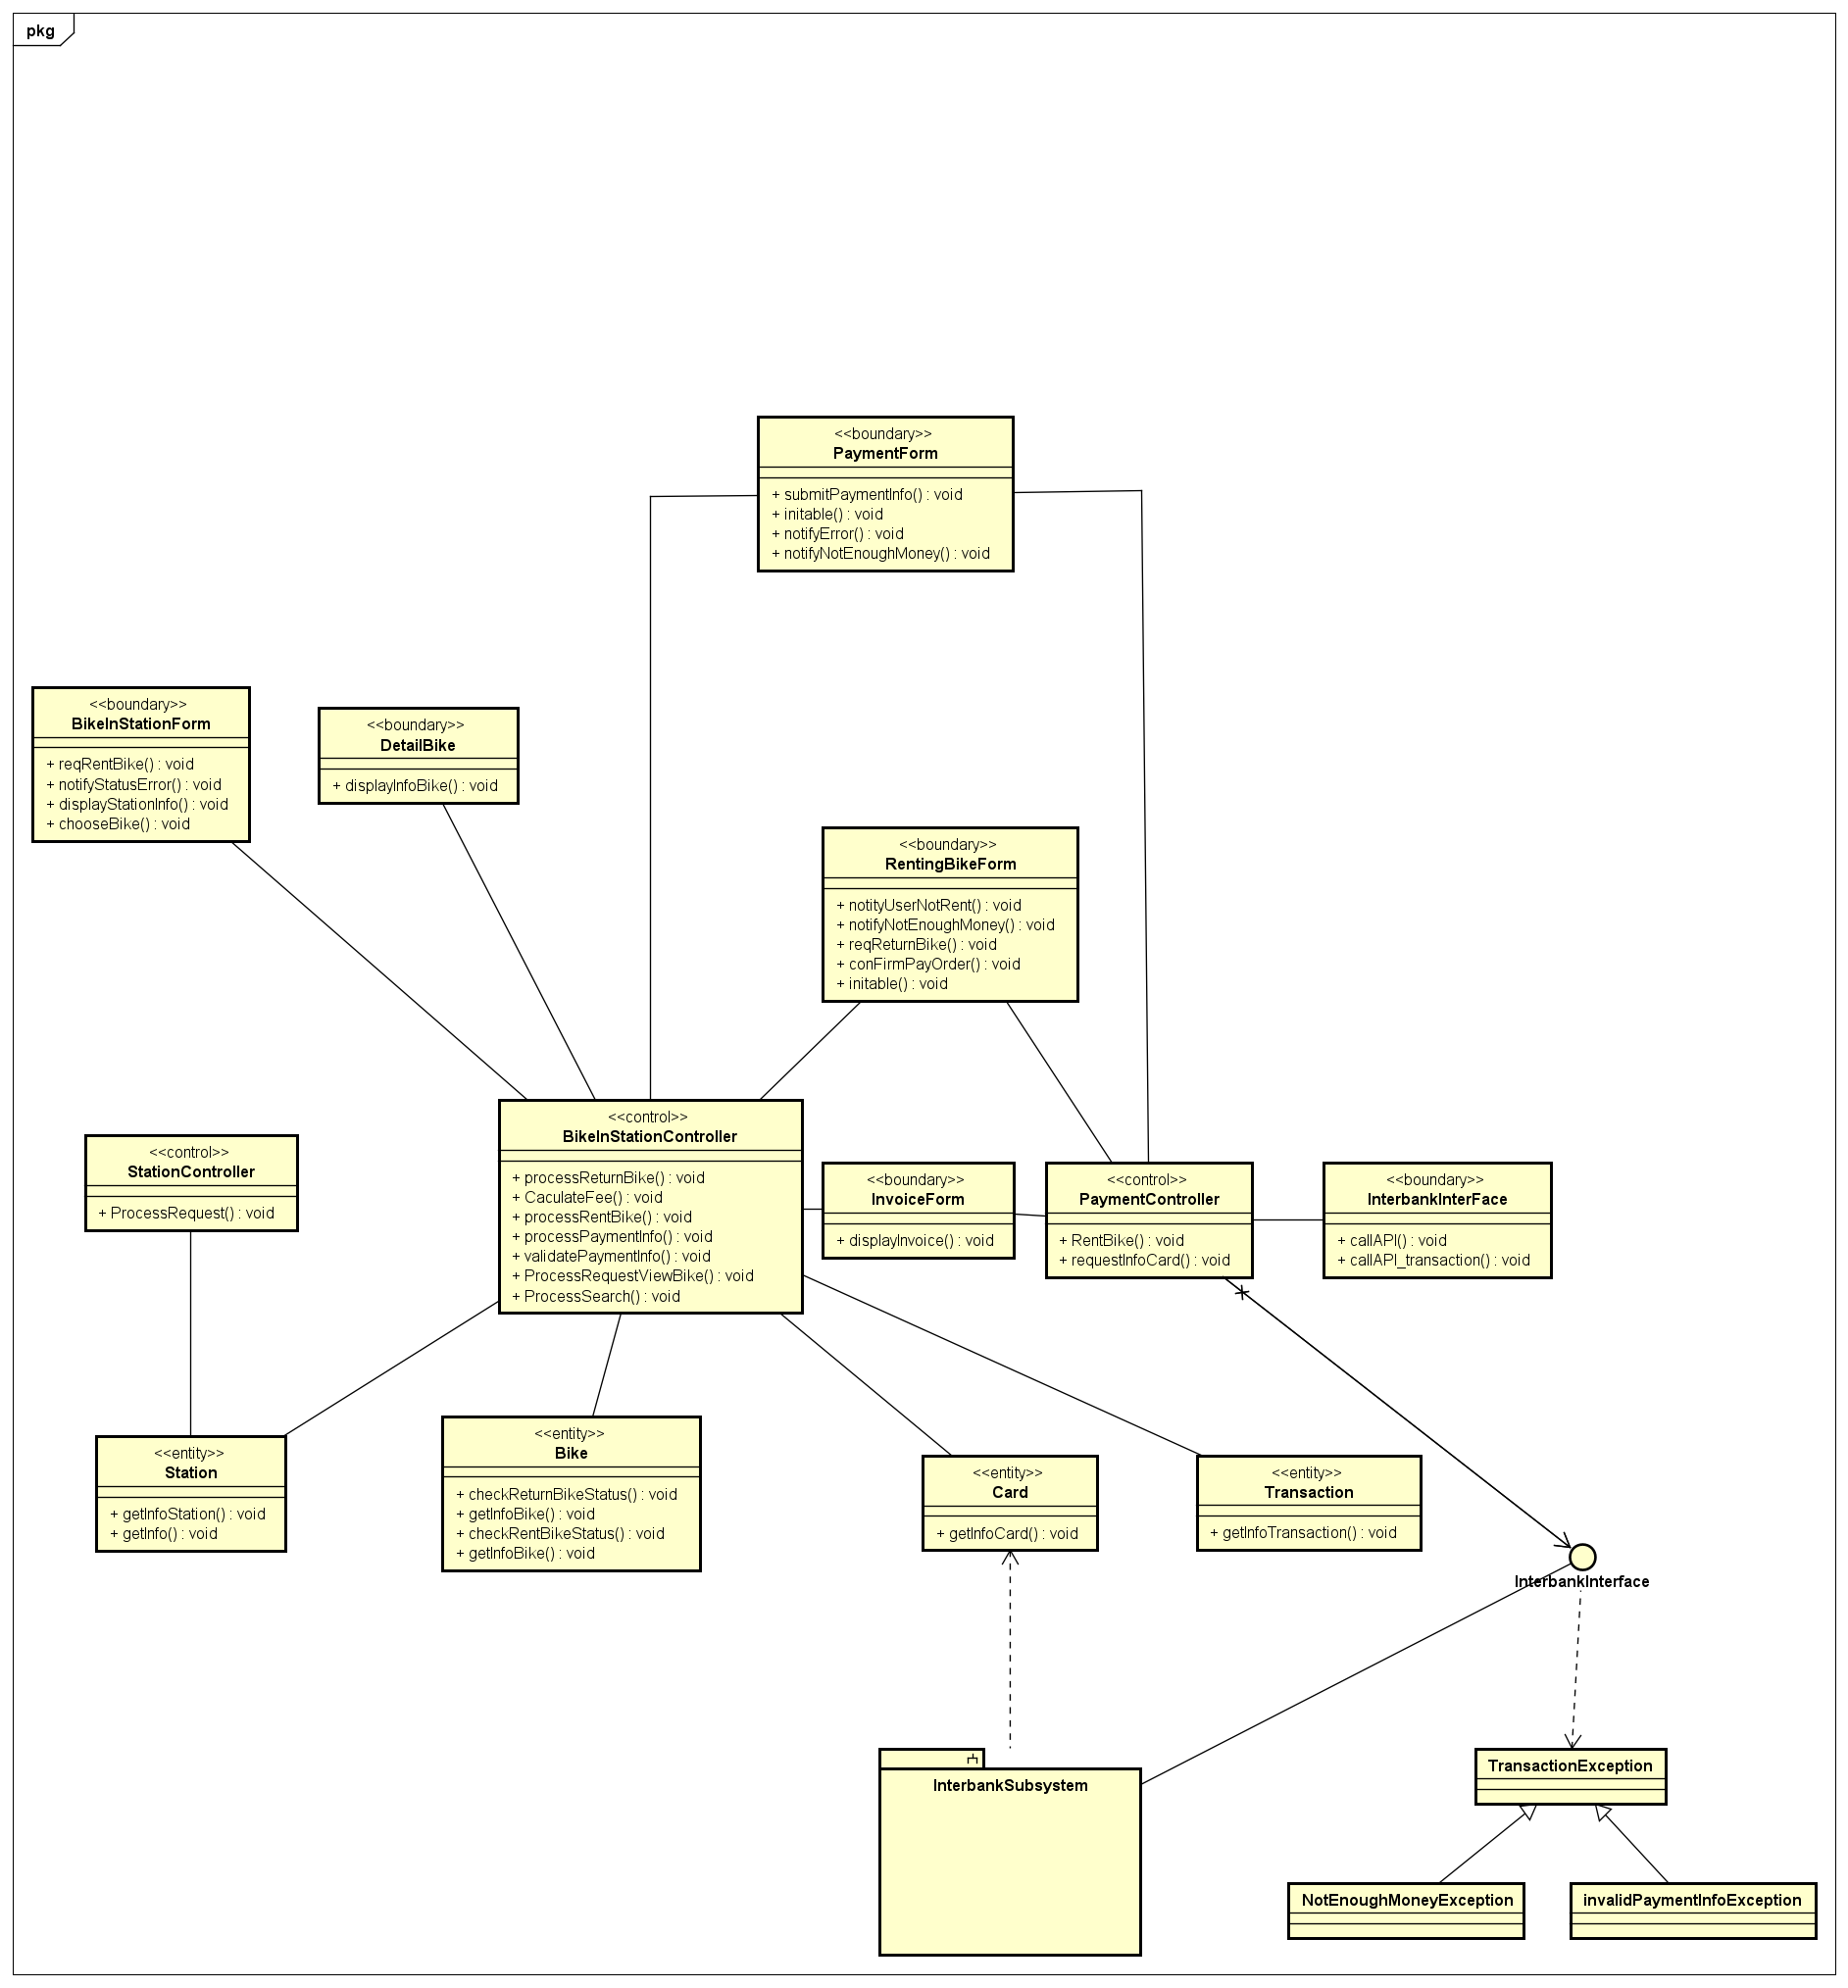 pkg
<<boundary>>
PaymentForm
+ submitPaymentInfo() : void
+ initable() : void
+ notifyError() : void
+ notifyNotEnoughMoney() : void
<<boundary>>
BikeInStationForm
+ reqRentBike() : void
+ notifyStatusError() : void
+ displayStationInfo() : void
+ chooseBike() : void
<<boundary>>
DetailBike
+ displayInfoBike() : void
<<boundary>>
RentingBikeForm
+ notityUserNotRent() : void
+ notifyNotEnoughMoney() : void
+ reqReturnBike() : void
+ conFirmPayOrder() : void
+ initable() : void
<<control>>
StationController
+ ProcessRequest() : void
<<control>>
BikeInStationController
+ processReturnBike() : void
+ CaculateFee() : void
+ processRentBike() : void
+ processPaymentInfo() : void
+ validatePaymentInfo() : void
+ ProcessRequestViewBike() : void
+ ProcessSearch() : void
<<boundary>>
InvoiceForm
+ displayInvoice() : void
<<control>>
PaymentController
+ RentBike() : void
+ requestInfoCard() : void
<<boundary>>
InterbankInterFace
+ callAPI() : void
+ callAPI_transaction() : void
<<entity>>
Station
+ getInfoStation() : void
+ getInfo() : void
<<entity>>
Bike
+ checkReturnBikeStatus() : void
+ getInfoBike() : void
+ checkRentBikeStatus() : void
+ getInfoBike() : void
<<entity>>
Card
+ getInfoCard() : void
<<entity>>
Transaction
+ getInfoTransaction() : void
InterbankInterface
InterbankSubsystem
TransactionException
NotEnoughMoneyException
invalidPaymentInfoException